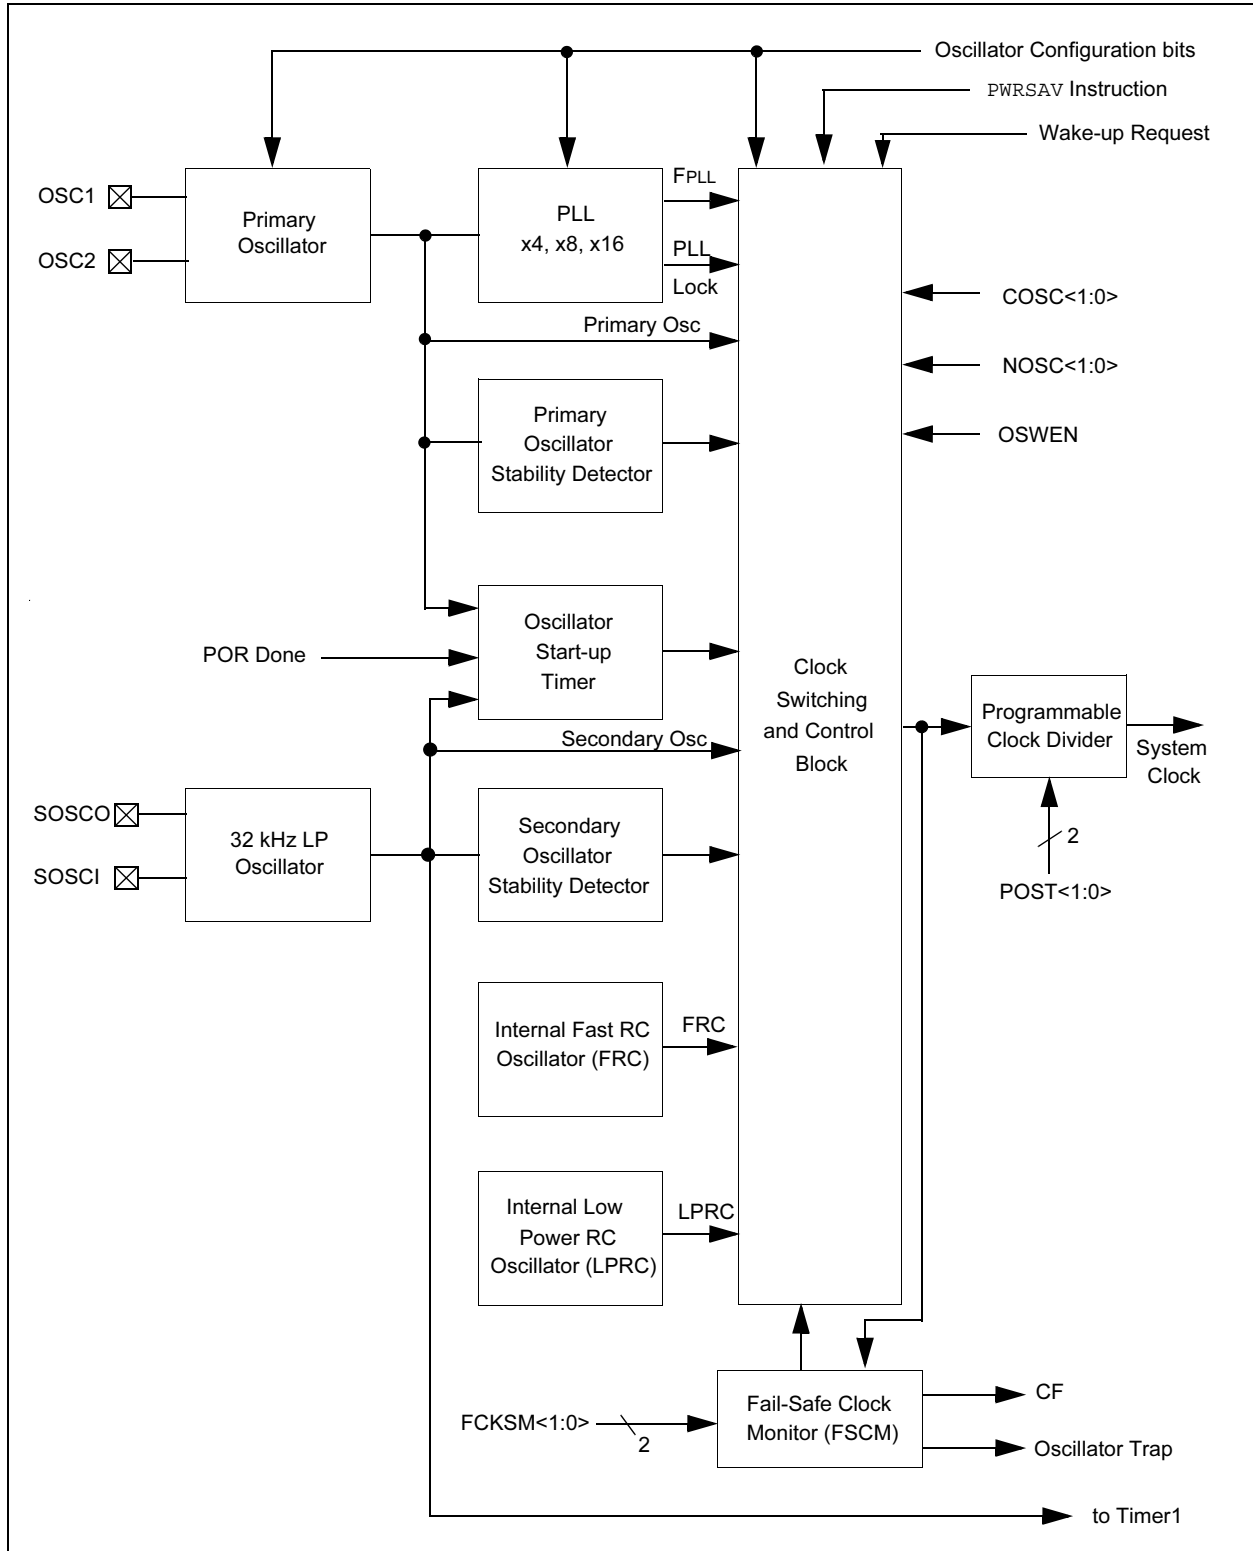 Oscillator Configuration bits
PWRSAV Instruction
Wake-up Request
OSC1
OSC2
Primary
Oscillator
PLL
x4, x8, x16
FPLL
PLL
Lock
Primary Osc
COSC<1:0>
NOSC<1:0>
OSWEN
Primary
Oscillator
Stability Detector
POR Done
Oscillator
Start-up
Timer
Secondary Osc
Clock
Switching
and Control
Block
Programmable
Clock Divider
System
Clock
2
POST<1:0>
SOSCO
SOSCI
32 kHz LP
Oscillator
Secondary
Oscillator
Stability Detector
Internal Fast RC
Oscillator (FRC)
FRC
Internal Low
Power RC
Oscillator (LPRC)
LPRC
FCKSM<1:0>
2
Fail-Safe Clock
Monitor (FSCM)
CF
Oscillator Trap
to Timer1